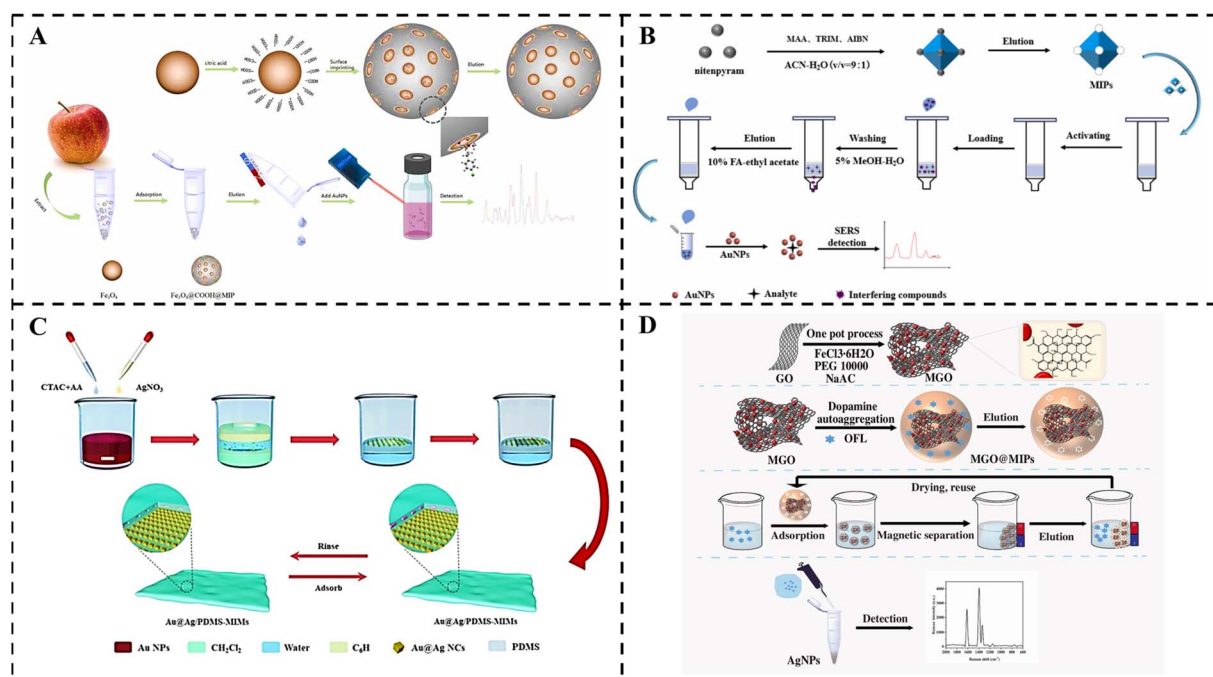 A
citric acid
Surface imprinting
Elution
Extract
Adsorption
Elution
Add AuNPs
Detection
Fe₃O₄
Fe₃O₄@COOH@MIP
B
nitenpyram
MAA、TRIM、AIBN
ACN-H₂O(v/v=9:1)
Elution
MIPs
Elution
10% FA-ethyl acetate
Washing
5% MeOH-H₂O
Loading
Activating
AuNPs
SERS
detection
AuNPs
Analyte
Interfering compounds
C
CTAC+AA
AgNO₃
Rinse
Adsorb
Au@Ag/PDMS-MIMs
Au@Ag/PDMS-MIMs
Au NPs
CH₂Cl₂
Water
C₆H
Au@Ag NCs
PDMS
D
GO
One pot process
FeCl3·6H2O
PEG 10000
NaAC
MGO
MGO
Dopamine
autoaggregation
OFL
Elution
MGO@MIPs
Drying, reuse
Adsorption
Magnetic separation
Elution
AgNPs
Detection